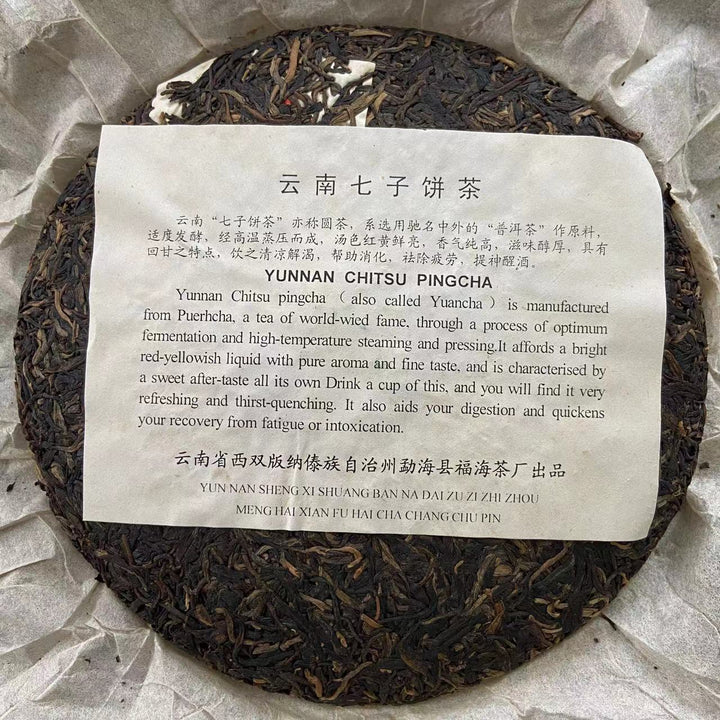 云南七子饼茶
云南“七子饼茶”亦称圆茶，系选用驰名中外的“普洱茶”作原料，
适度发酵，经高温蒸压而成，汤色红黄鲜亮，香气纯高，滋味醇厚，具有
回甘之特点，饮之清凉解渴，帮助消化，祛除疲劳，提神醒酒。
YUNNAN CHITSU PINGCHA
Yunnan Chitsu pingcha （ also called Yuancha ） is manufactured
from Puerhcha, a tea of world-wied fame, through a process of optimum
fermentation and high-temperature steaming and pressing.It affords a bright
red-yellowish liquid with pure aroma and fine taste, and is characterised by
a sweet after-taste all its own Drink a cup of this, and you will find it very
refreshing and thirst-quenching. It also aids your digestion and quickens
your recovery from fatigue or intoxication.
云南省西双版纳傣族自治州勐海县福海茶厂出品
YUN NAN SHENG XI SHUANG BAN NA DAI ZU ZI ZHI ZHOU
MENG HAI XIAN FU HAI CHA CHANG CHU PIN